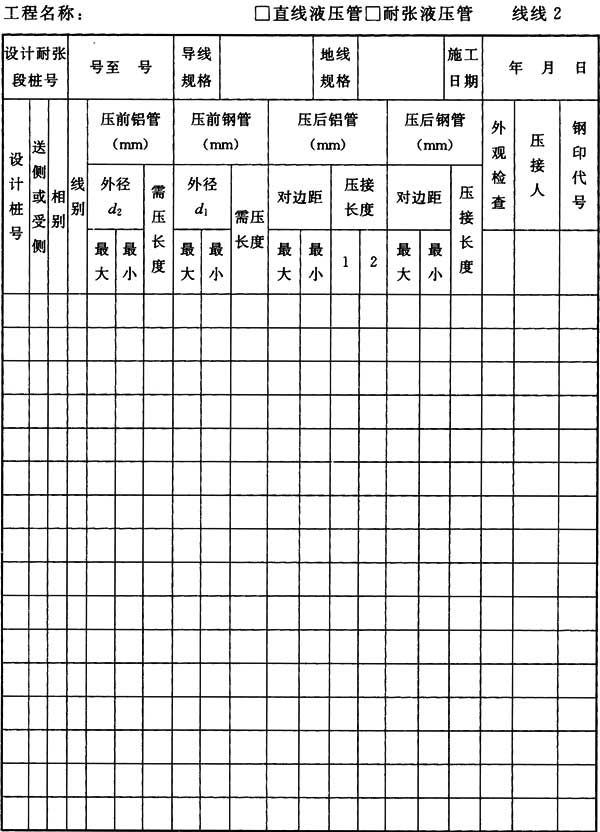 工程名称： □直线液压管□耐张液压管 线线2
设计耐张段桩号 号至 号 导线规格 地线规格 施工日期 年 月 日
设计桩号 送侧或受侧 相别 线别 压前铝管（mm） 压前钢管（mm） 压后铝管（mm） 压后钢管（mm） 外观检查 压接人 钢印代号
外径d₂ 需压长度 外径d₁ 需压长度 对边距 压接长度 对边距 压接长度
最大 最小 最大 最小 最大 最小 1 2 最大 最小